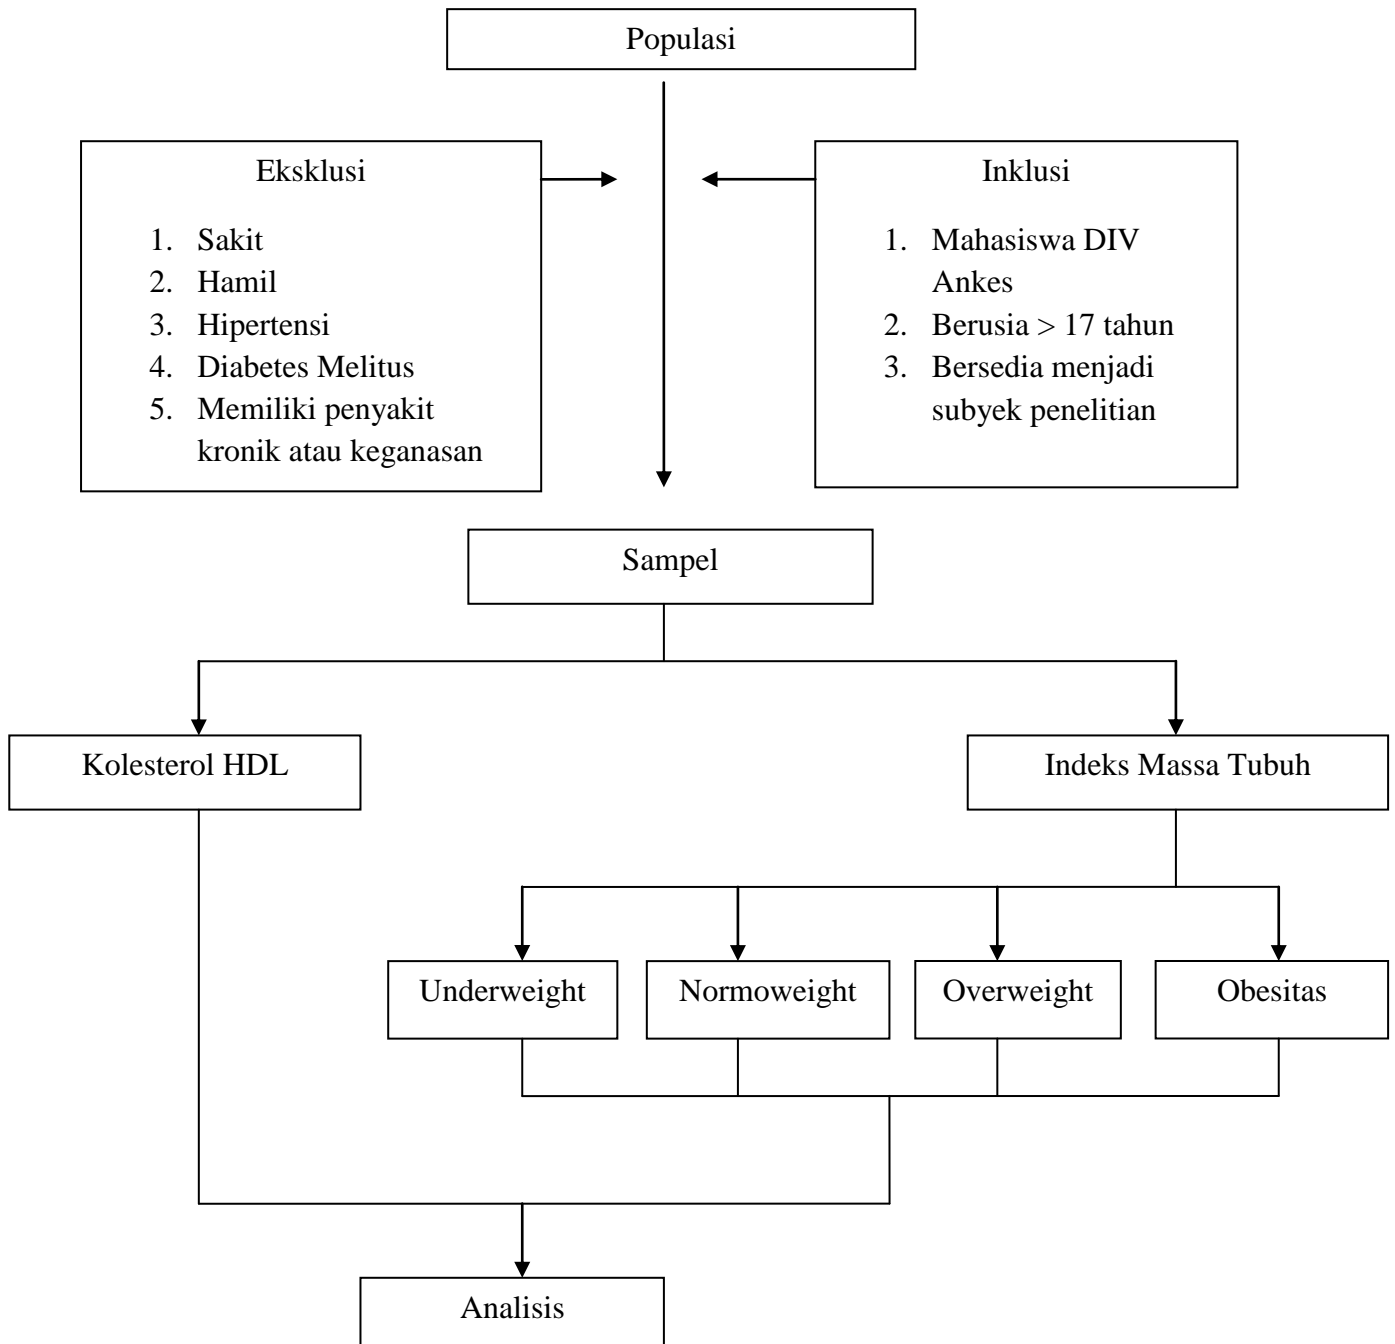 Populasi
Eksklusi
1. Sakit
2. Hamil
3. Hipertensi
4. Diabetes Melitus
5. Memiliki penyakit
kronik atau keganasan
Inklusi
1. Mahasiswa DIV
Ankes
2. Berusia > 17 tahun
3. Bersedia menjadi
subyek penelitian
Sampel
Kolesterol HDL
Indeks Massa Tubuh
Underweight
Normoweight
Overweight
Obesitas
Analisis